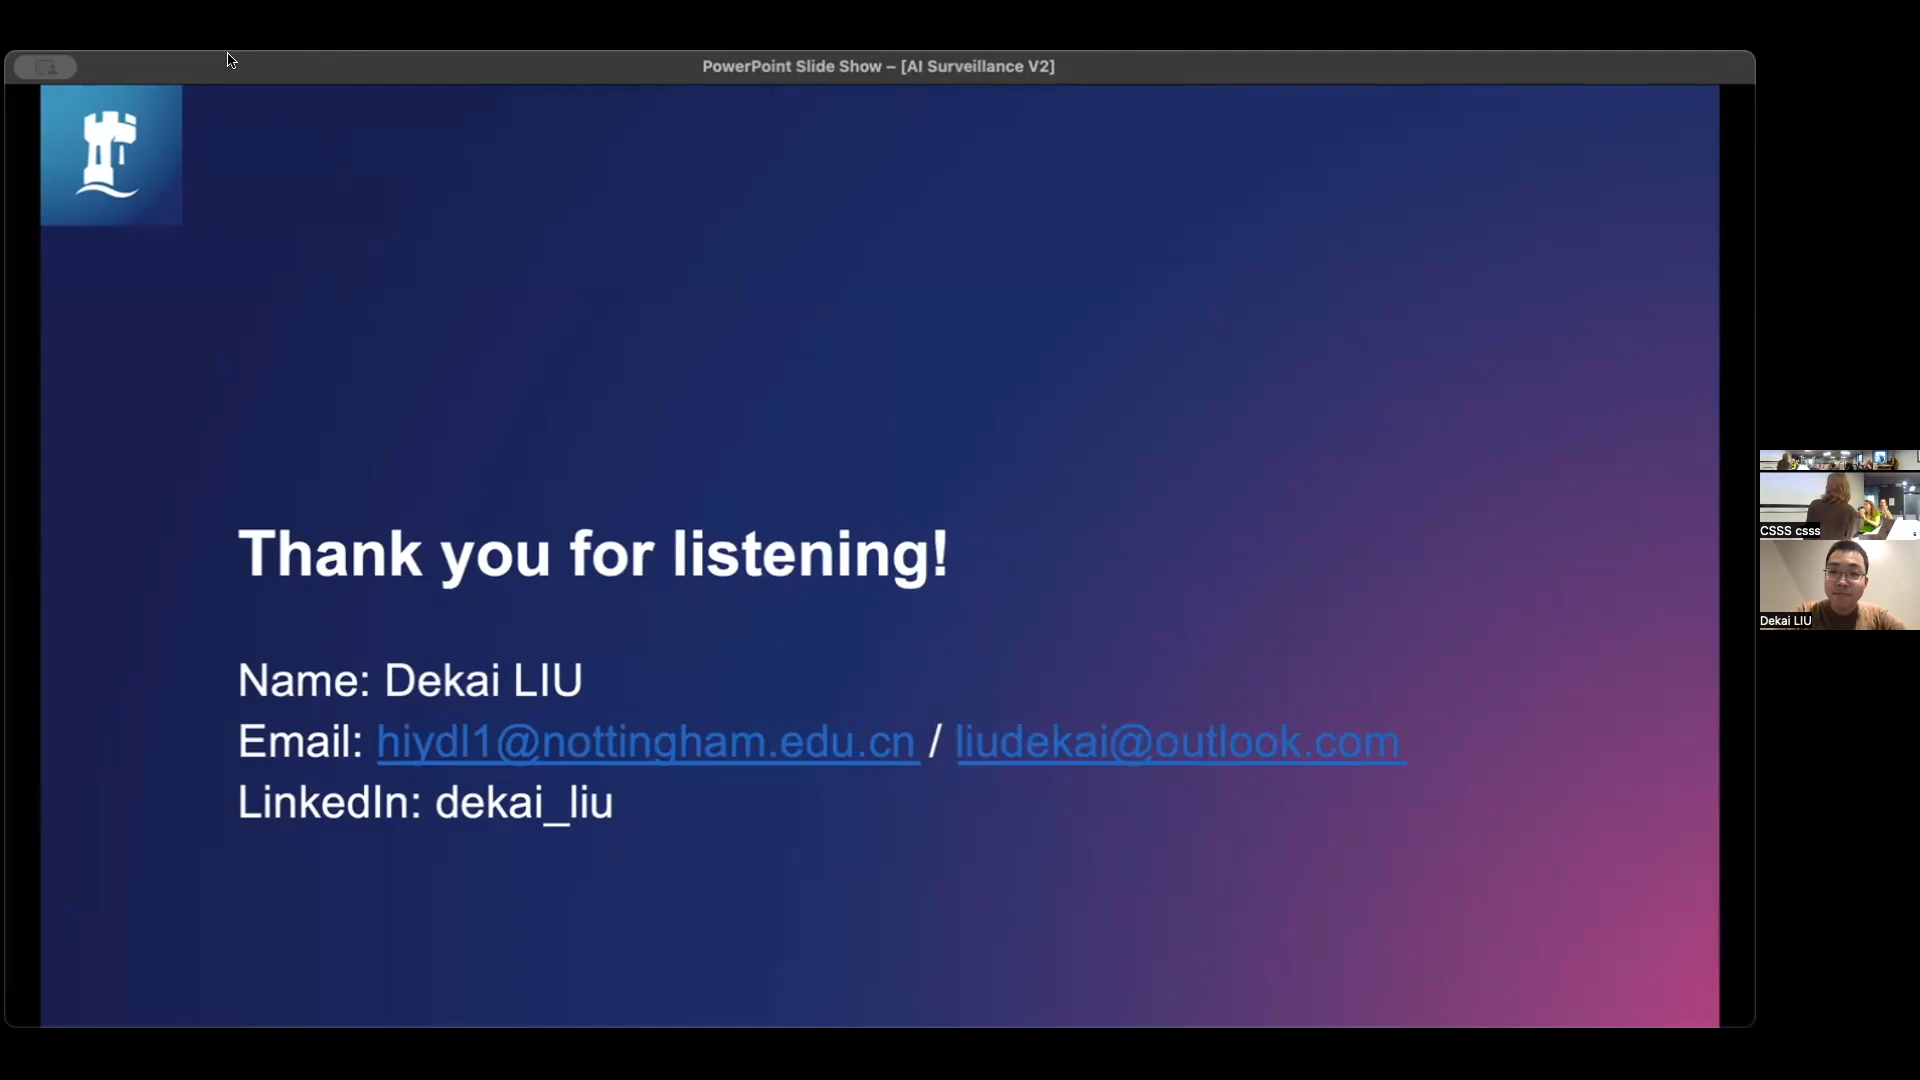 PowerPoint Slide Show – [AI Surveillance V2]
Thank you for listening!
Name: Dekai LIU
Email: hiydl1@nottingham.edu.cn / liudekai@outlook.com
LinkedIn: dekai_liu
CSSS csss
Dekai LIU